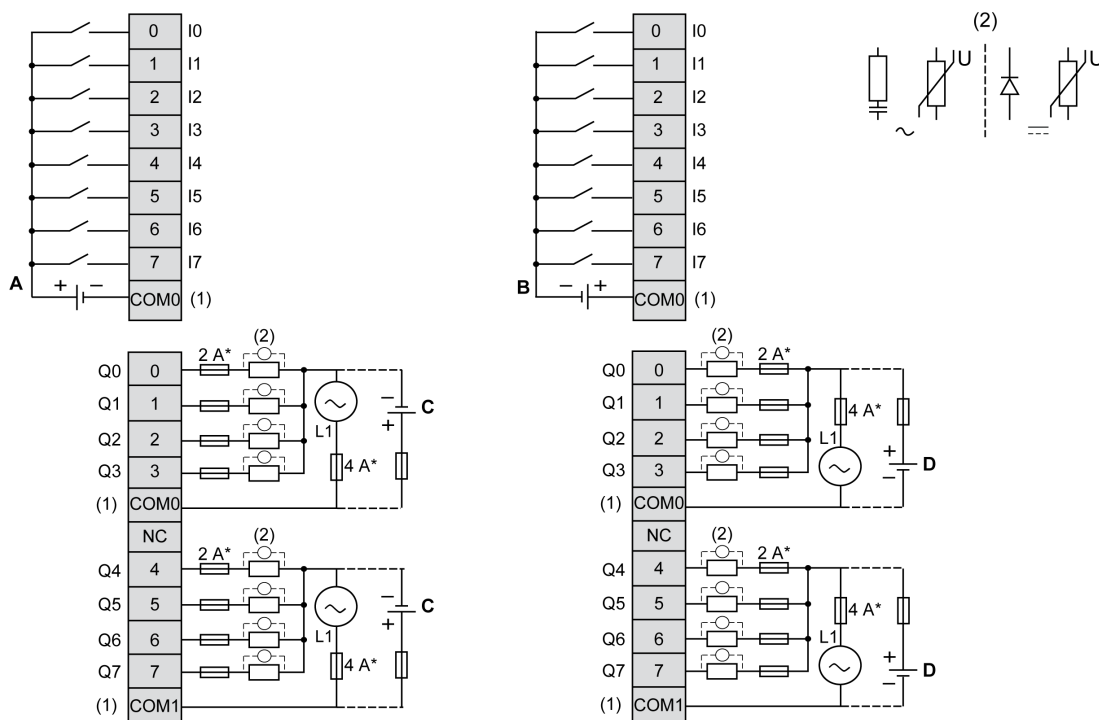 0 I0
1 I1
2 I2
3 I3
4 I4
5 I5
6 I6
7 I7
A + − COM0 (1)
0 I0
1 I1
2 I2
3 I3
4 I4
5 I5
6 I6
7 I7
B − + COM0 (1)
(2)
U U
∼
(2)
Q0 0 2 A*
Q1 1 − C
Q2 2 ∼ +
L1
Q3 3 4 A*
(1) COM0
NC
(2)
Q4 4 2 A*
Q5 5 − C
∼ +
Q6 6 L1
Q7 7 4 A*
(1) COM1
(2)
Q0 0 2 A*
Q1 1 4 A*
Q2 2 L1
∼ + D
Q3 3 −
(1) COM0
NC
(2)
Q4 4 2 A*
Q5 5 4 A*
Q6 6 L1
∼ + D
Q7 7 −
(1) COM1